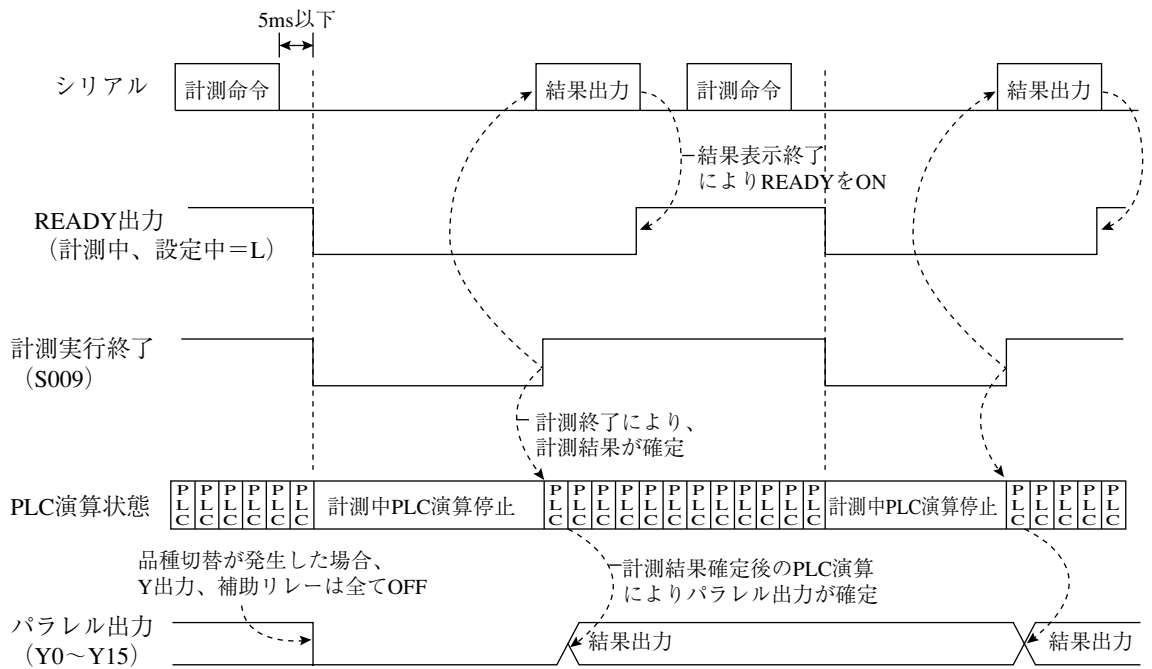 5ms以下
シリアル
計測命令
結果出力
計測命令
結果出力
結果表示終了
によりREADYをON
READY出力
（計測中、設定中＝L）
計測実行終了
（S009）
計測終了により、
計測結果が確定
PLC演算状態
PLC PLC PLC PLC PLC PLC 計測中PLC演算停止 PLC PLC PLC PLC PLC PLC PLC PLC PLC PLC PLC PLC 計測中PLC演算停止 PLC PLC PLC PLC PLC
品種切替が発生した場合、
Y出力、補助リレーは全てOFF
計測結果確定後のPLC演算
によりパラレル出力が確定
パラレル出力
（Y0～Y15）
結果出力
結果出力